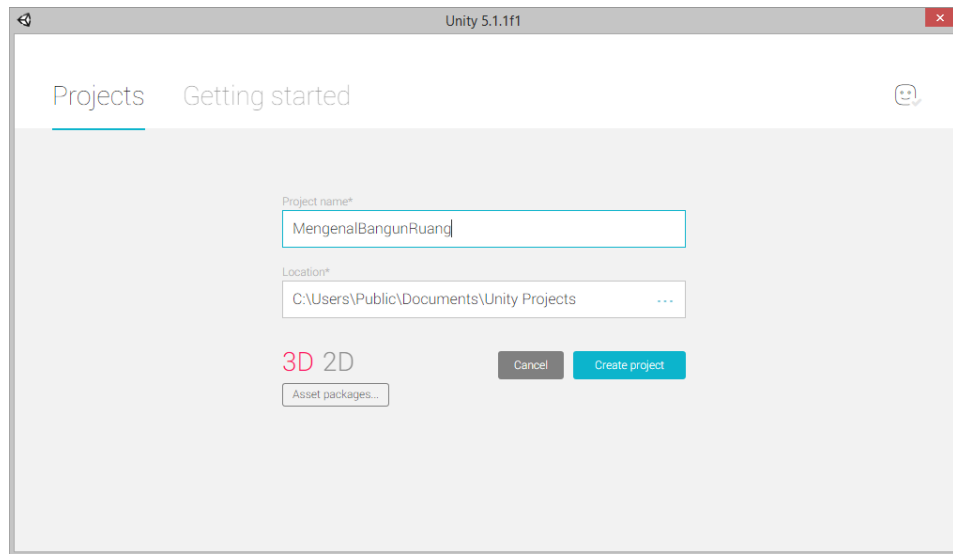 Unity 5.1.1f1
Projects Getting started
Project name*
MengenalBangunRuang
Location*
C:\Users\Public\Documents\Unity Projects ...
3D 2D
Cancel Create project
Asset packages...